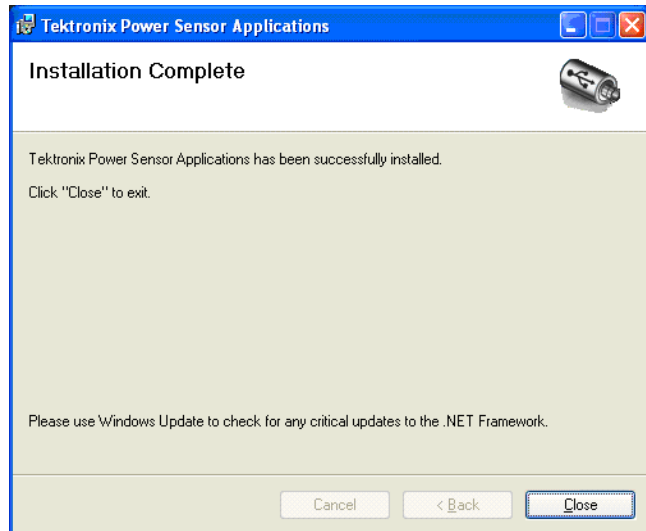 Tektronix Power Sensor Applications
Installation Complete
Tektronix Power Sensor Applications has been successfully installed.
Click "Close" to exit.
Please use Windows Update to check for any critical updates to the .NET Framework.
Cancel
< Back
Close